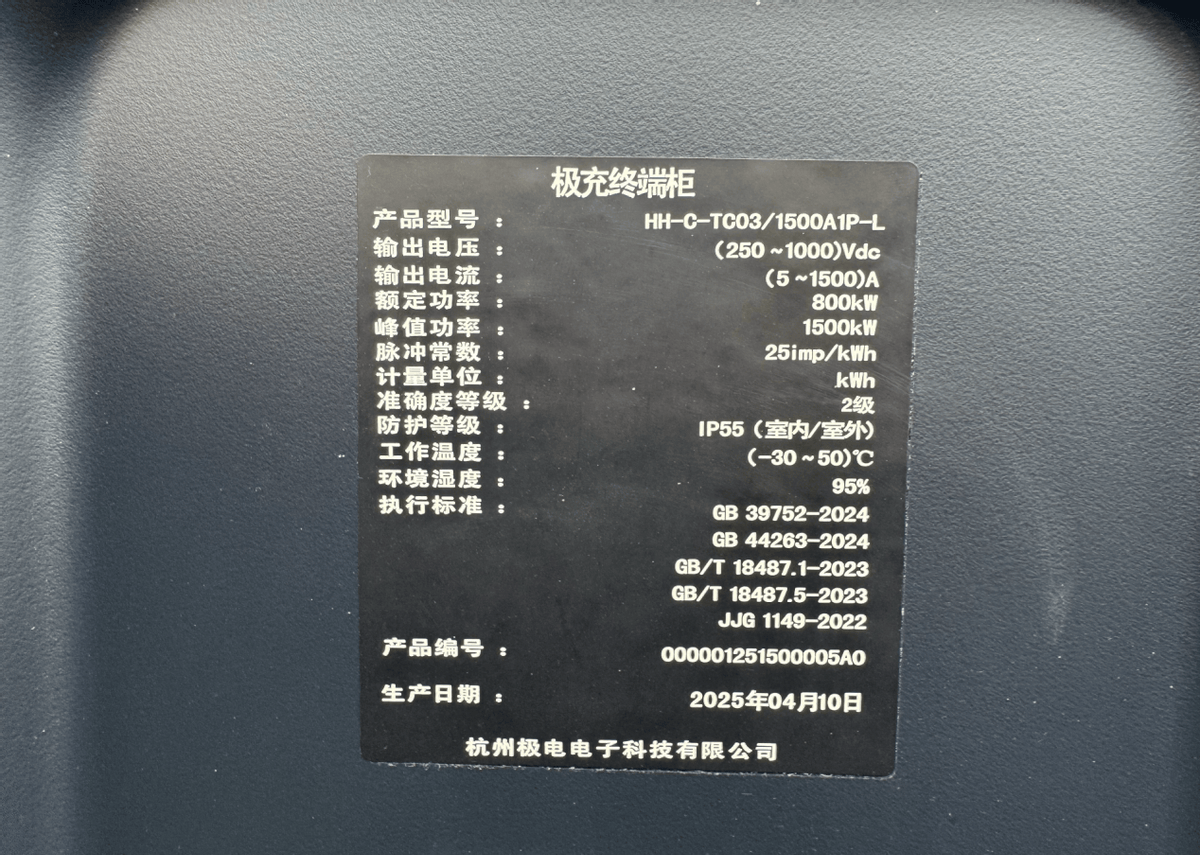 极充终端柜
产品型号： HH-C-TC03/1500A1P-L
输出电压： (250~1000)Vdc
输出电流： (5~1500)A
额定功率： 800kW
峰值功率： 1500kW
脉冲常数： 25imp/kWh
计量单位： kWh
准确度等级： 2级
防护等级： IP55（室内/室外）
工作温度： (-30~50)℃
环境湿度： 95%
执行标准： GB 39752-2024
GB 44263-2024
GB/T 18487.1-2023
GB/T 18487.5-2023
JJG 1149-2022
产品编号： 000001251500005A0
生产日期： 2025年04月10日
杭州极电电子科技有限公司